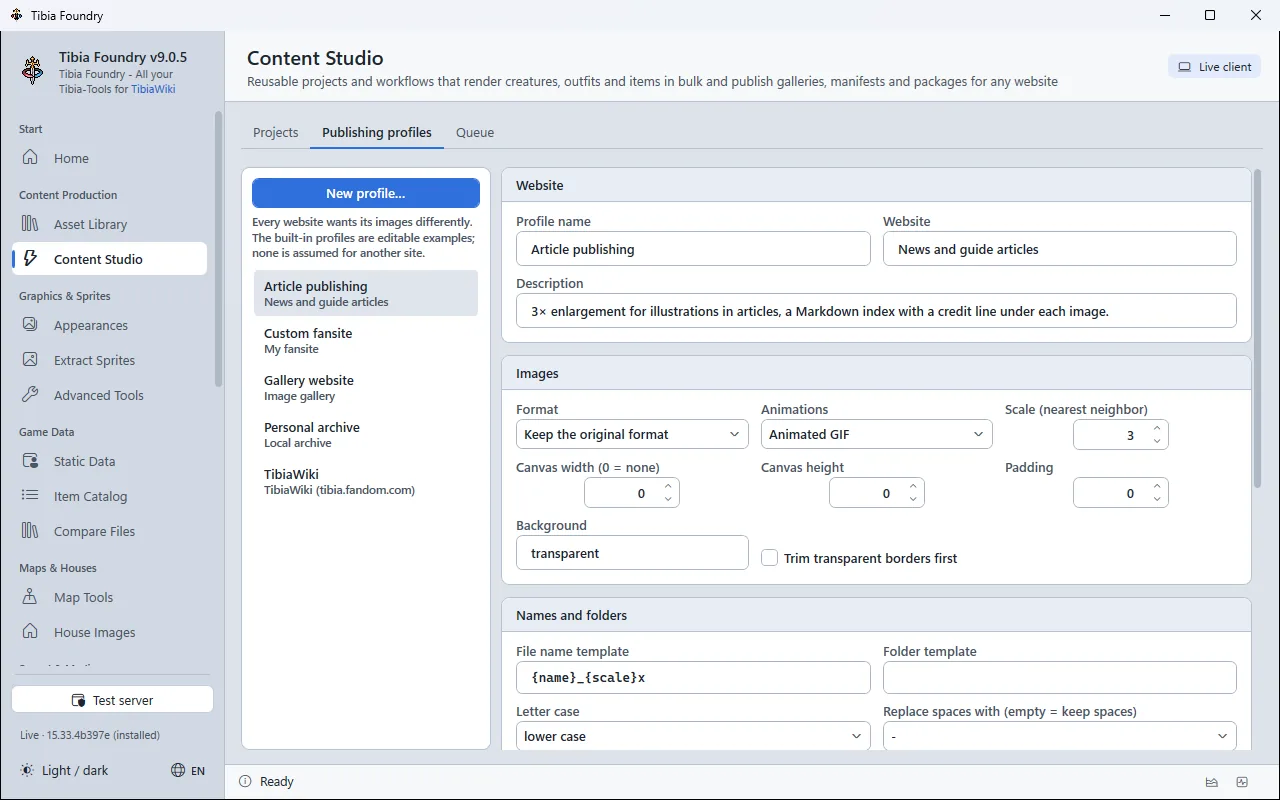 Tibia Foundry
Tibia Foundry v9.0.5
Tibia Foundry - All your
Tibia-Tools for TibiaWiki
Start
Home
Content Production
Asset Library
Content Studio
Graphics & Sprites
Appearances
Extract Sprites
Advanced Tools
Game Data
Static Data
Item Catalog
Compare Files
Maps & Houses
Map Tools
House Images
Test server
Live · 15.33.4b397e (installed)
Light / dark
EN
Content Studio
Reusable projects and workflows that render creatures, outfits and items in bulk and publish galleries, manifests and packages for any website
Live client
Projects
Publishing profiles
Queue
New profile...
Every website wants its images differently.
The built-in profiles are editable examples;
none is assumed for another site.
Article publishing
News and guide articles
Custom fansite
My fansite
Gallery website
Image gallery
Personal archive
Local archive
TibiaWiki
TibiaWiki (tibia.fandom.com)
Website
Profile name
Website
Article publishing
News and guide articles
Description
3× enlargement for illustrations in articles, a Markdown index with a credit line under each image.
Images
Format
Animations
Scale (nearest neighbor)
Keep the original format
Animated GIF
3
Canvas width (0 = none)
Canvas height
Padding
0
0
0
Background
transparent
Trim transparent borders first
Names and folders
File name template
Folder template
{name}_{scale}x
Letter case
Replace spaces with (empty = keep spaces)
lower case
-
Ready